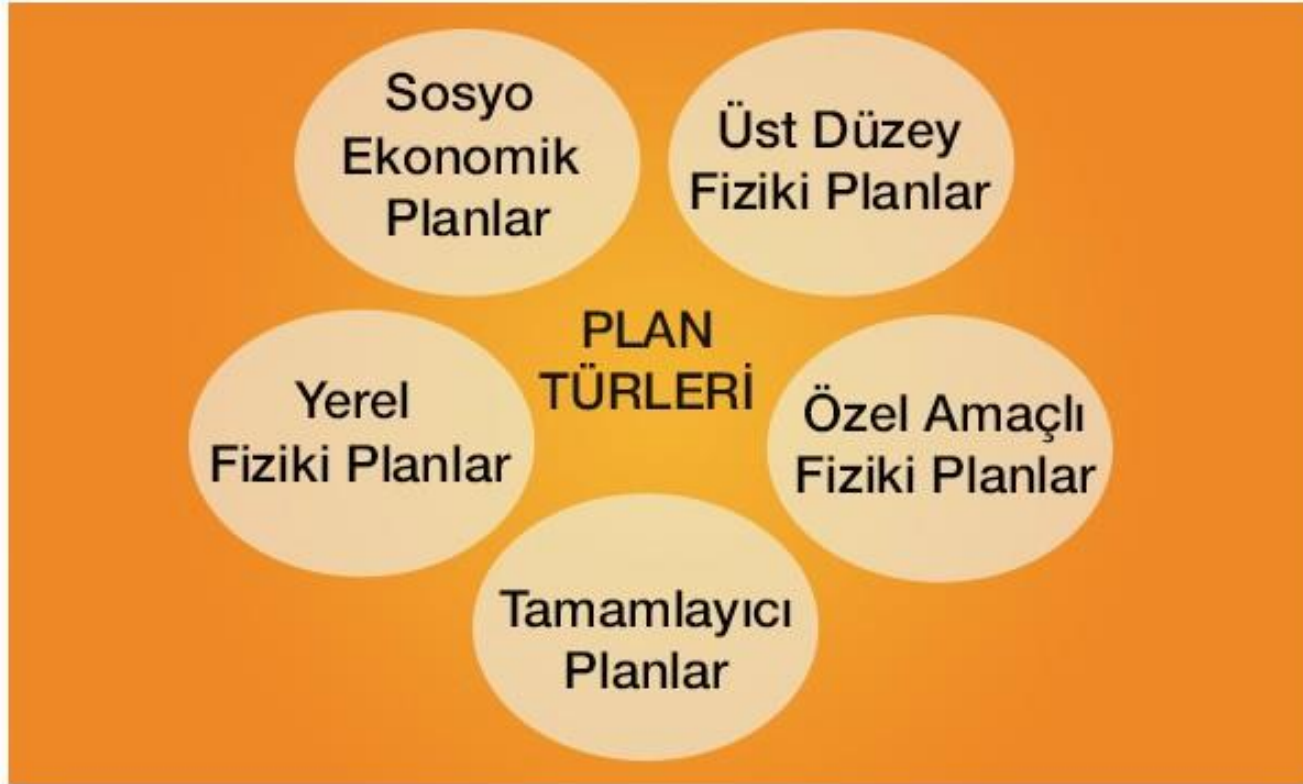 Sosyo
Ekonomik
Planlar
Üst Düzey
Fiziki Planlar
PLAN
TÜRLERİ
Yerel
Fiziki Planlar
Özel Amaçlı
Fiziki Planlar
Tamamlayıcı
Planlar